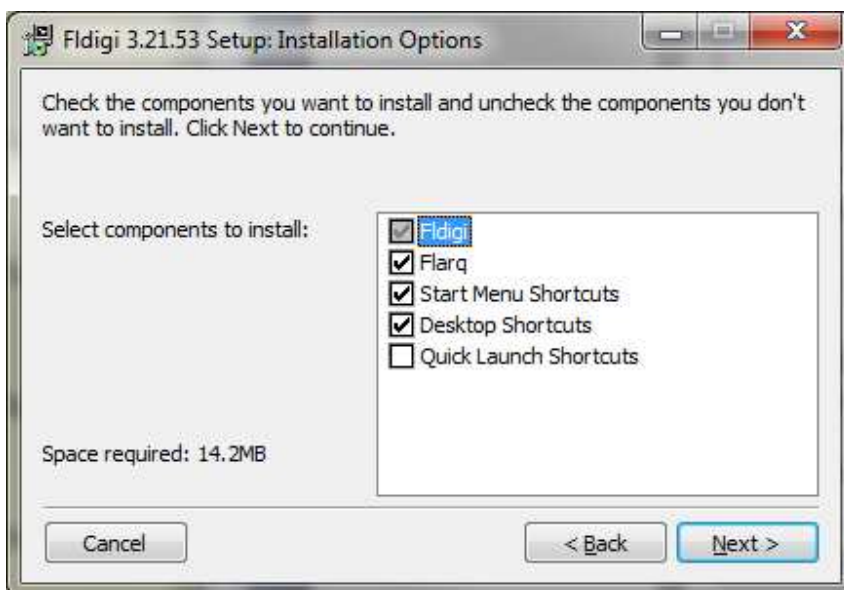 Fldigi 3.21.53 Setup: Installation Options
Check the components you want to install and uncheck the components you don't
want to install. Click Next to continue.
Select components to install:
Fldigi
Flarq
Start Menu Shortcuts
Desktop Shortcuts
Quick Launch Shortcuts
Space required: 14.2MB
Cancel
< Back
Next >